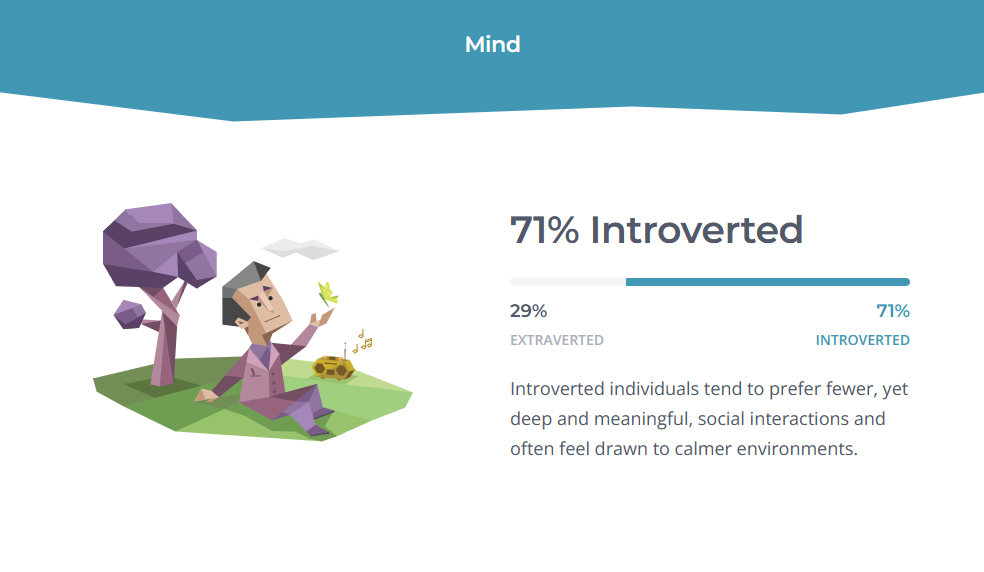 Mind
71% Introverted
29%
71%
EXTRAVERTED
INTROVERTED
Introverted individuals tend to prefer fewer, yet
deep and meaningful, social interactions and
often feel drawn to calmer environments.